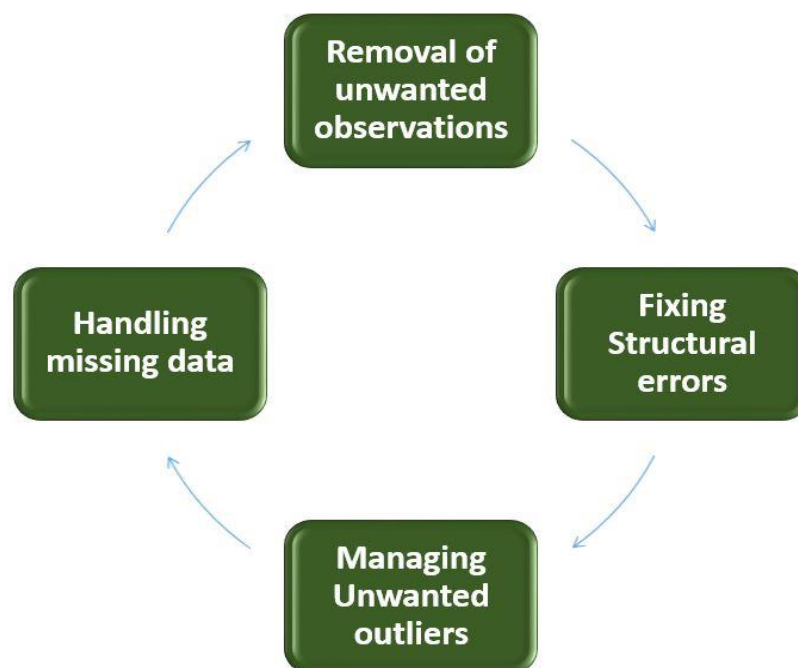 Removal of
unwanted
observations
Fixing
Structural
errors
Managing
Unwanted
outliers
Handling
missing data